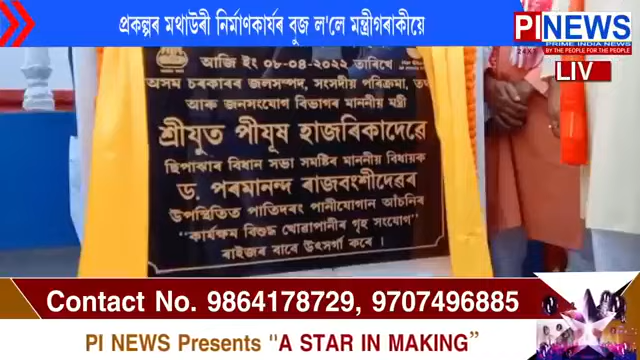 প্ৰকল্পৰ মথাউৰী নিৰ্মাণকাৰ্যৰ বুজ ল'লে মন্ত্ৰীগৰাকীয়ে
PI NEWS
24X7
PRIME INDIA NEWS
BY THE PEOPLE FOR THE PEOPLE
LIV
আজি ইং ০৮-০৪-২০২২ তাৰিখে
অসম চৰকাৰৰ জলসম্পদ, সংসদীয় পৰিক্ৰমা, তথ
আৰু জনসংযোগ বিভাগৰ মাননীয় মন্ত্ৰী
শ্ৰীযুত পীযূষ হাজৰিকাদেৱে
ছিপাঝাৰ বিধান সভা সমষ্টিৰ মাননীয় বিধায়ক
ড. পৰমানন্দ ৰাজবংশীদেৱৰ
উপস্থিতিত পাতিদৰং পানীযোগান আঁচনিৰ
“কাৰ্যক্ষম বিশুদ্ধ খোৱাপানীৰ গৃহ সংযোগ”
ৰাইজৰ বাবে উৎসৰ্গা কৰে ।
Contact No. 9864178729, 9707496885
PI NEWS Presents "A STAR IN MAKING”